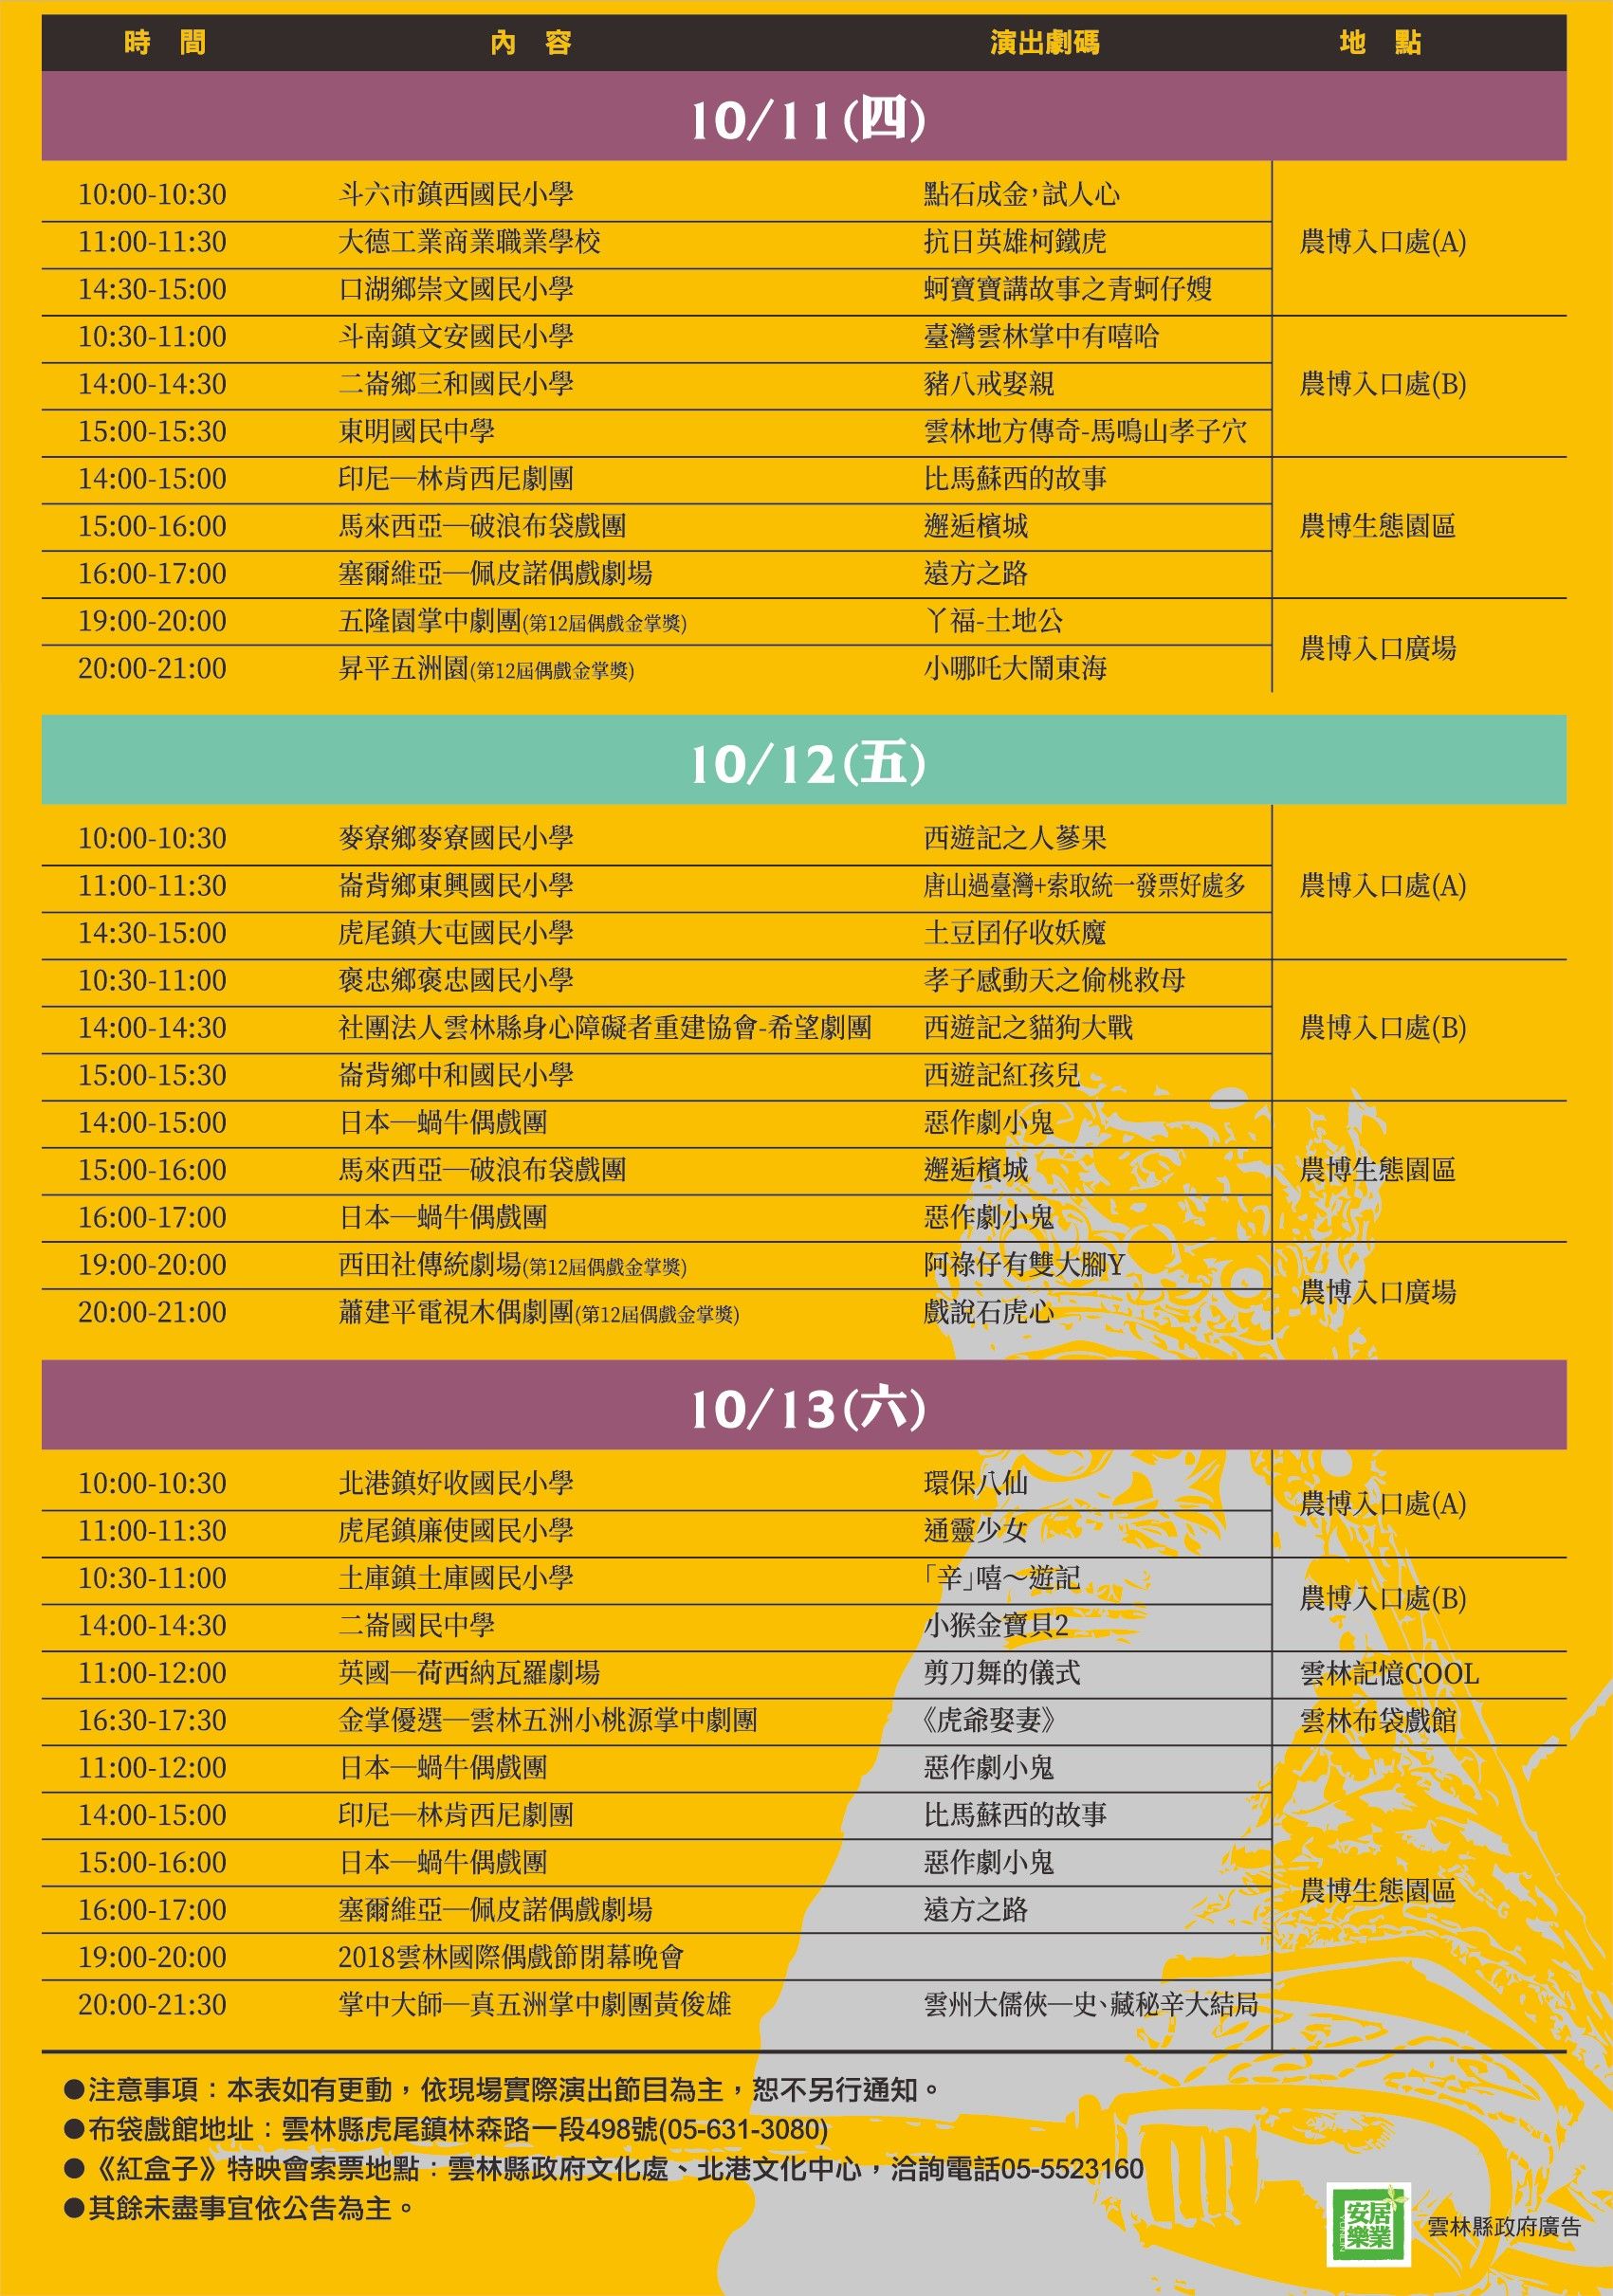 時 間 內 容 演出劇碼 地 點
10/11(四)
10:00-10:30 斗六市鎮西國民小學 點石成金,試人心
11:00-11:30 大德工業商業職業學校 抗日英雄柯鐵虎 農博入口處(A)
14:30-15:00 口湖鄉崇文國民小學 蚵寶寶講故事之青蚵仔嫂
10:30-11:00 斗南鎮文安國民小學 臺灣雲林掌中有嘻哈
14:00-14:30 二崙鄉三和國民小學 豬八戒娶親 農博入口處(B)
15:00-15:30 東明國民中學 雲林地方傳奇-馬鳴山孝子穴
14:00-15:00 印尼—林肯西尼劇團 比馬蘇西的故事
15:00-16:00 馬來西亞—破浪布袋戲團 邂逅檳城 農博生態園區
16:00-17:00 塞爾維亞—佩皮諾偶戲劇場 遠方之路
19:00-20:00 五隆園掌中劇團(第12屆偶戲金掌獎) 丫福-土地公
農博入口廣場
20:00-21:00 昇平五洲園(第12屆偶戲金掌獎) 小哪吒大鬧東海
10/12(五)
10:00-10:30 麥寮鄉麥寮國民小學 西遊記之人蔘果
11:00-11:30 崙背鄉東興國民小學 唐山過臺灣+索取統一發票好處多 農博入口處(A)
14:30-15:00 虎尾鎮大屯國民小學 土豆囝仔收妖魔
10:30-11:00 褒忠鄉褒忠國民小學 孝子感動天之偷桃救母
14:00-14:30 社團法人雲林縣身心障礙者重建協會-希望劇團 西遊記之貓狗大戰 農博入口處(B)
15:00-15:30 崙背鄉中和國民小學 西遊記紅孩兒
14:00-15:00 日本—蝸牛偶戲團 惡作劇小鬼
15:00-16:00 馬來西亞—破浪布袋戲團 邂逅檳城 農博生態園區
16:00-17:00 日本—蝸牛偶戲團 惡作劇小鬼
19:00-20:00 西田社傳統劇場(第12屆偶戲金掌獎) 阿祿仔有雙大腳Y
農博入口廣場
20:00-21:00 蕭建平電視木偶劇團(第12屆偶戲金掌獎) 戲說石虎心
10/13(六)
10:00-10:30 北港鎮好收國民小學 環保八仙
農博入口處(A)
11:00-11:30 虎尾鎮廉使國民小學 通靈少女
10:30-11:00 土庫鎮土庫國民小學 「辛」嘻～遊記
農博入口處(B)
14:00-14:30 二崙國民中學 小猴金寶貝2
11:00-12:00 英國—荷西納瓦羅劇場 剪刀舞的儀式 雲林記憶COOL
16:30-17:30 金掌優選—雲林五洲小桃源掌中劇團 《虎爺娶妻》 雲林布袋戲館
11:00-12:00 日本—蝸牛偶戲團 惡作劇小鬼
14:00-15:00 印尼—林肯西尼劇團 比馬蘇西的故事
15:00-16:00 日本—蝸牛偶戲團 惡作劇小鬼
農博生態園區
16:00-17:00 塞爾維亞—佩皮諾偶戲劇場 遠方之路
19:00-20:00 2018雲林國際偶戲節閉幕晚會
20:00-21:30 掌中大師—真五洲掌中劇團黃俊雄 雲州大儒俠—史、藏秘辛大結局
●注意事項：本表如有更動，依現場實際演出節目為主，恕不另行通知。
●布袋戲館地址：雲林縣虎尾鎮林森路一段498號(05-631-3080)
●《紅盒子》特映會索票地點：雲林縣政府文化處、北港文化中心，洽詢電話05-5523160
●其餘未盡事宜依公告為主。
安居
樂業
YUNLIN
雲林縣政府廣告